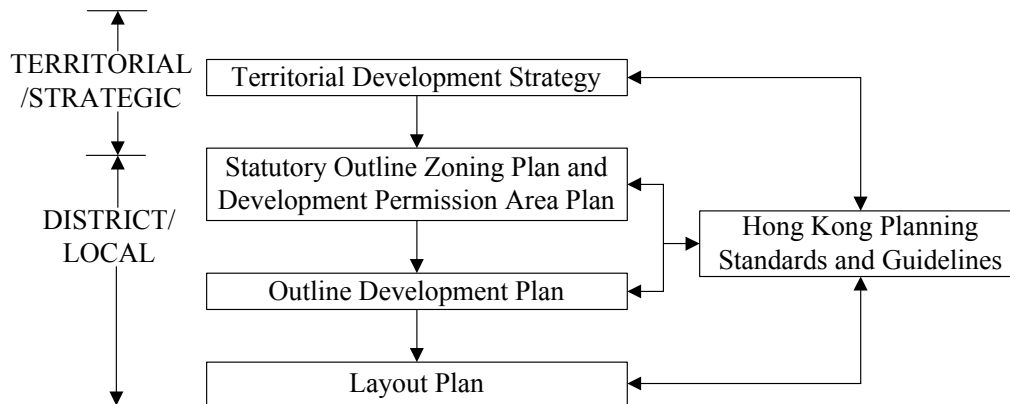 TERRITORIAL
/STRATEGIC
Territorial Development Strategy
Statutory Outline Zoning Plan and
Development Permission Area Plan
DISTRICT/
LOCAL
Hong Kong Planning
Standards and Guidelines
Outline Development Plan
Layout Plan